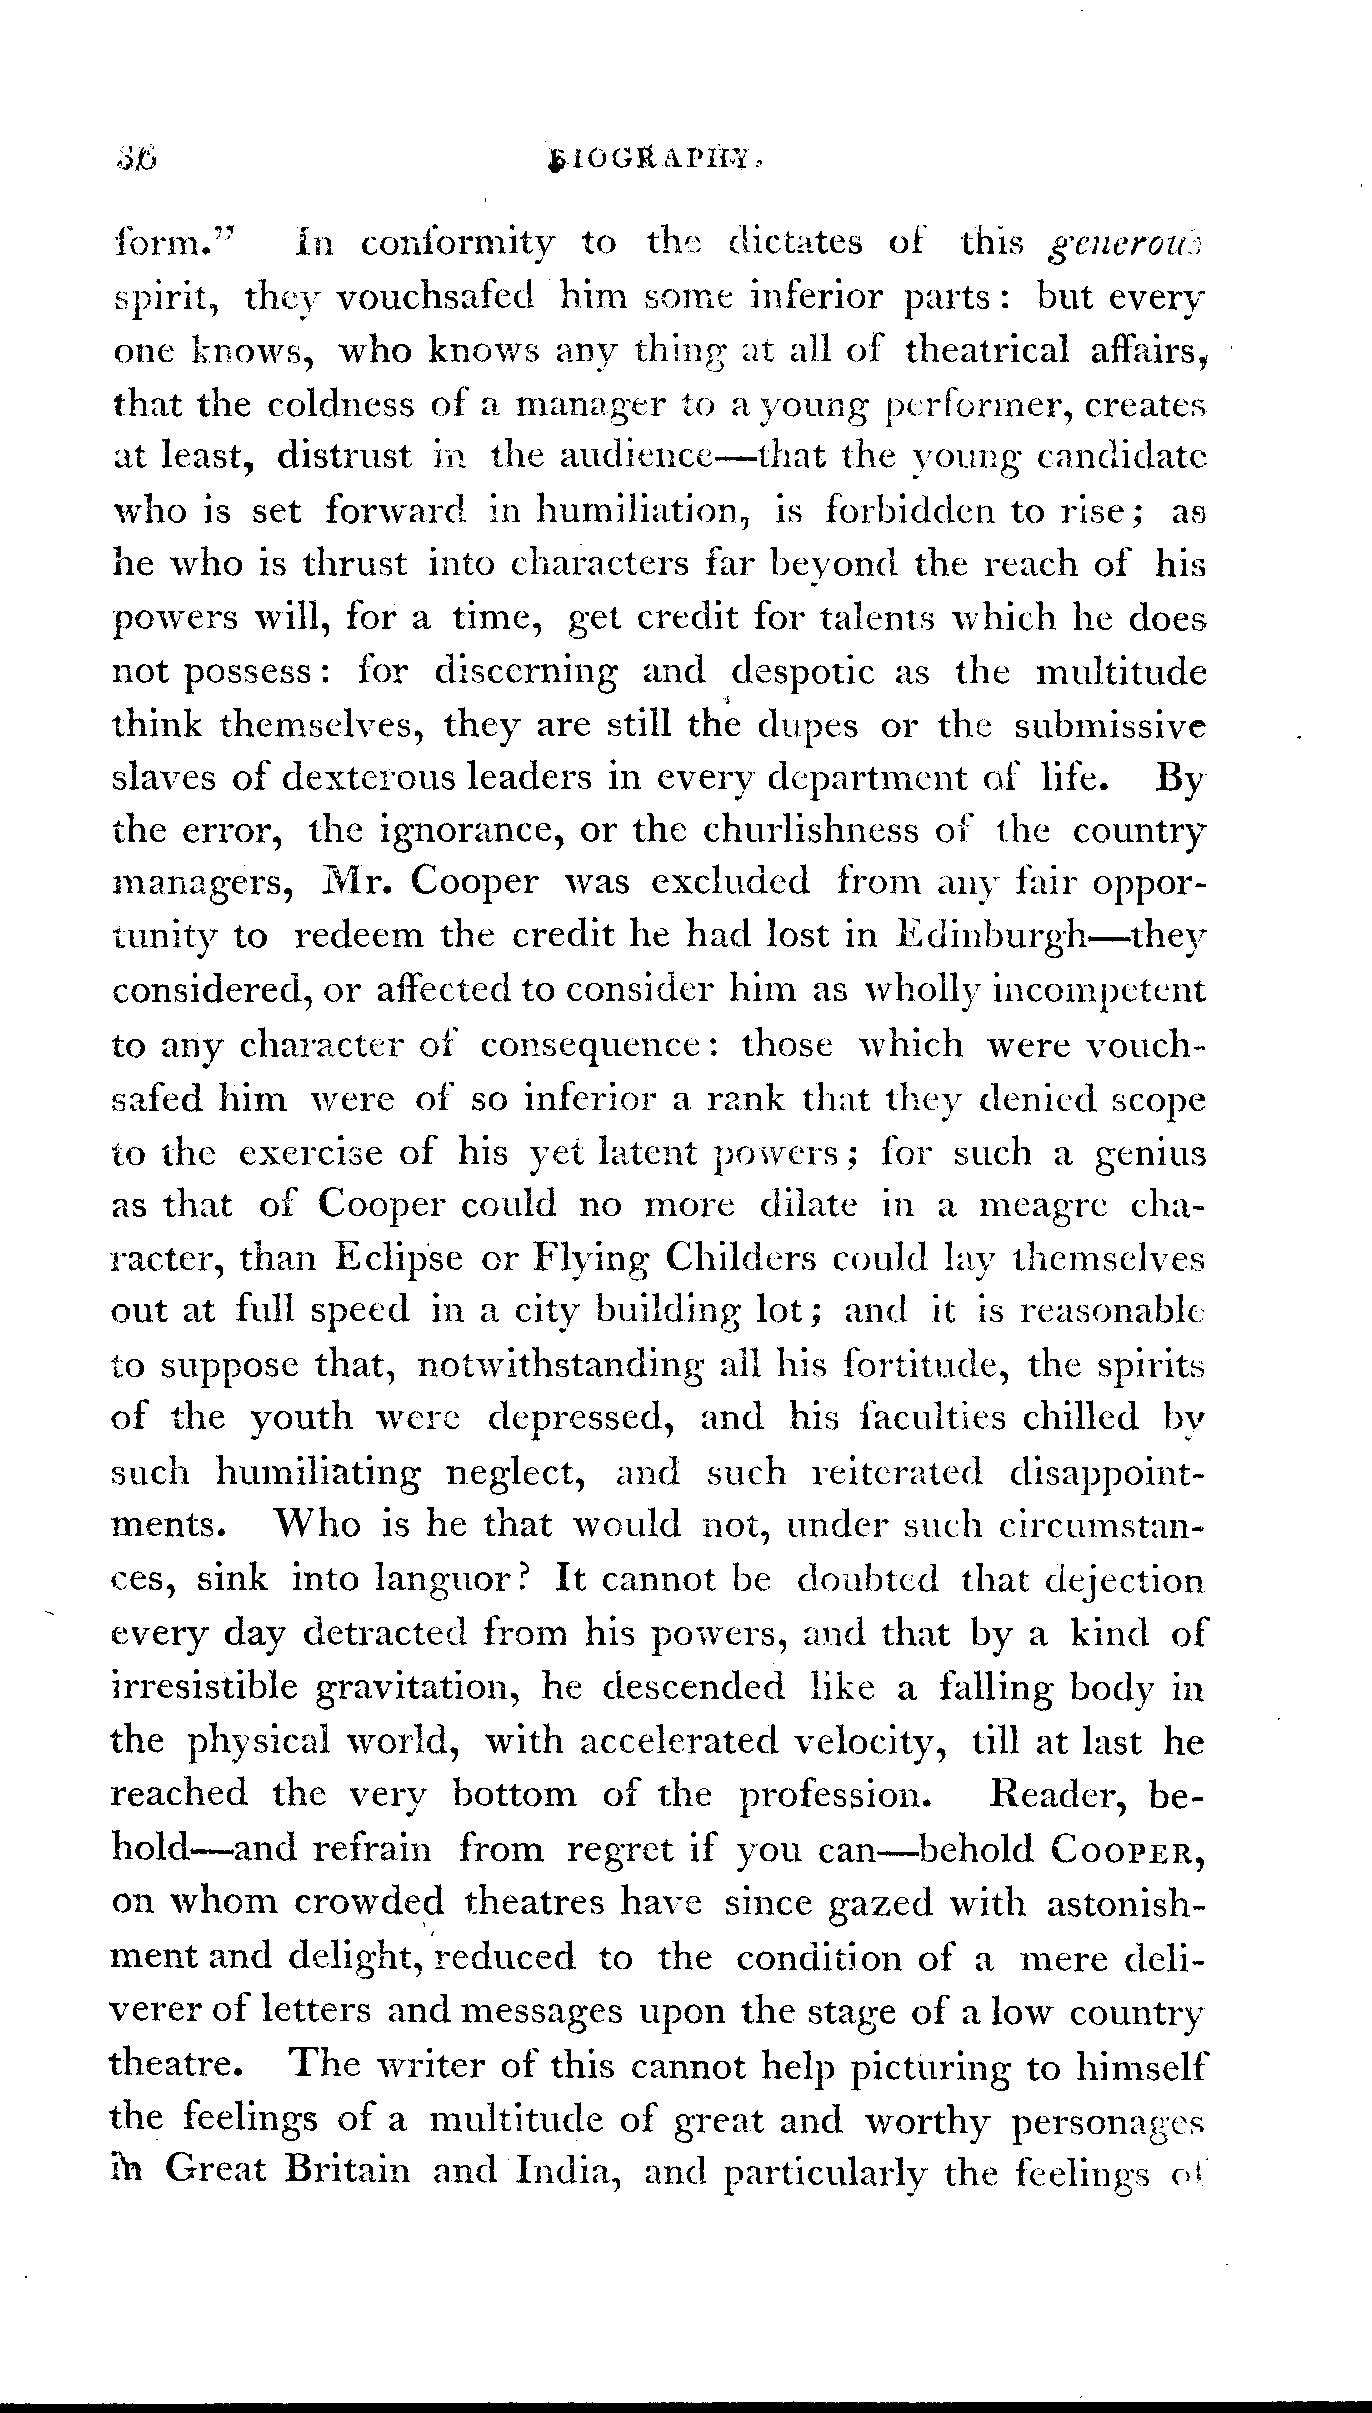 36 BIOGRAPHY.
form." In conformity to the dictates of this generous
spirit, they vouchsafed him some inferior parts: but every
one knows, who knows any thing at all of theatrical affairs,
that the coldness of a manager to a young performer, creates
at least, distrust in the audience—that the young candidate
who is set forward in humiliation, is forbidden to rise; as
he who is thrust into characters far beyond the reach of his
powers will, for a time, get credit for talents which he does
not possess: for discerning and despotic as the multitude
think themselves, they are still the dupes or the submissive
slaves of dexterous leaders in every department of life. By
the error, the ignorance, or the churlishness of the country
managers, Mr. Cooper was excluded from any fair oppor-
tunity to redeem the credit he had lost in Edinburgh—they
considered, or affected to consider him as wholly incompetent
to any character of consequence: those which were vouch-
safed him were of so inferior a rank that they denied scope
to the exercise of his yet latent powers; for such a genius
as that of Cooper could no more dilate in a meagre cha-
racter, than Eclipse or Flying Childers could lay themselves
out at full speed in a city building lot; and it is reasonable
to suppose that, notwithstanding all his fortitude, the spirits
of the youth were depressed, and his faculties chilled by
such humiliating neglect, and such reiterated disappoint-
ments. Who is he that would not, under such circumstan-
ces, sink into languor? It cannot be doubted that dejection
every day detracted from his powers, and that by a kind of
irresistible gravitation, he descended like a falling body in
the physical world, with accelerated velocity, till at last he
reached the very bottom of the profession. Reader, be-
hold—and refrain from regret if you can—behold COOPER,
on whom crowded theatres have since gazed with astonish-
ment and delight, reduced to the condition of a mere deli-
verer of letters and messages upon the stage of a low country
theatre. The writer of this cannot help picturing to himself
the feelings of a multitude of great and worthy personages
in Great Britain and India, and particularly the feelings of